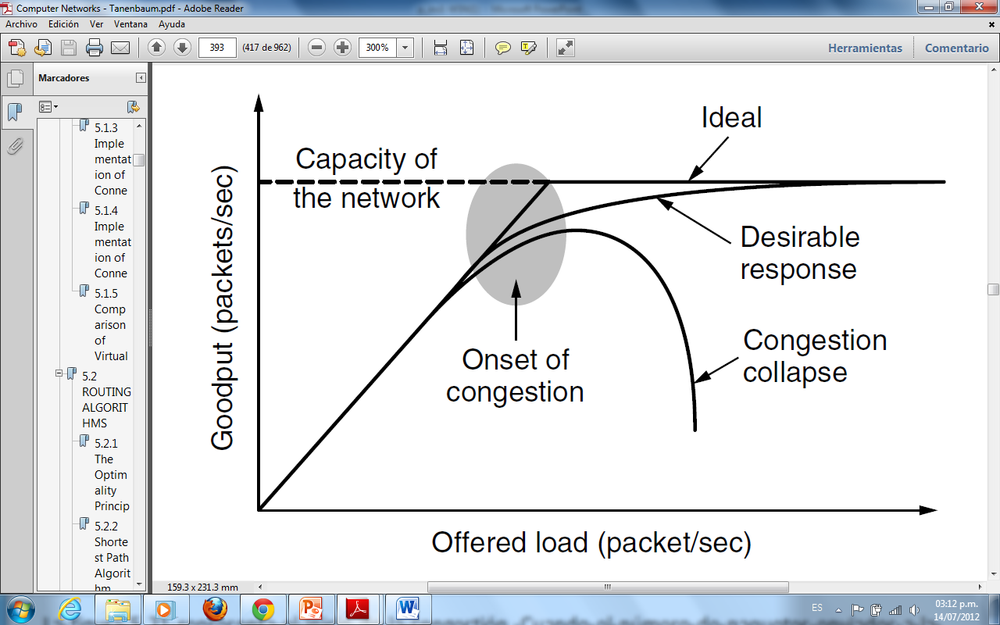 Computer Networks - Tanenbaum.pdf - Adobe Reader
Archivo Edición Ver Ventana Ayuda
393 (417 de 962) 300% Herramientas Comentario
Marcadores
5.1.3
Imple
mentat
ion of
Conne
5.1.4
Imple
mentat
ion of
Conne
5.1.5
Comp
arison
of
Virtual
5.2
ROUTING
ALGORIT
HMS
5.2.1
The
Optim
ality
Princip
5.2.2
Shorte
st Path
Algorit
hm
Ideal
Capacity of
the network
Goodput (packets/sec)
Desirable
response
Onset of
congestion
Congestion
collapse
Offered load (packet/sec)
159.3 x 231.3 mm
ES
03:12 p.m.
14/07/2012